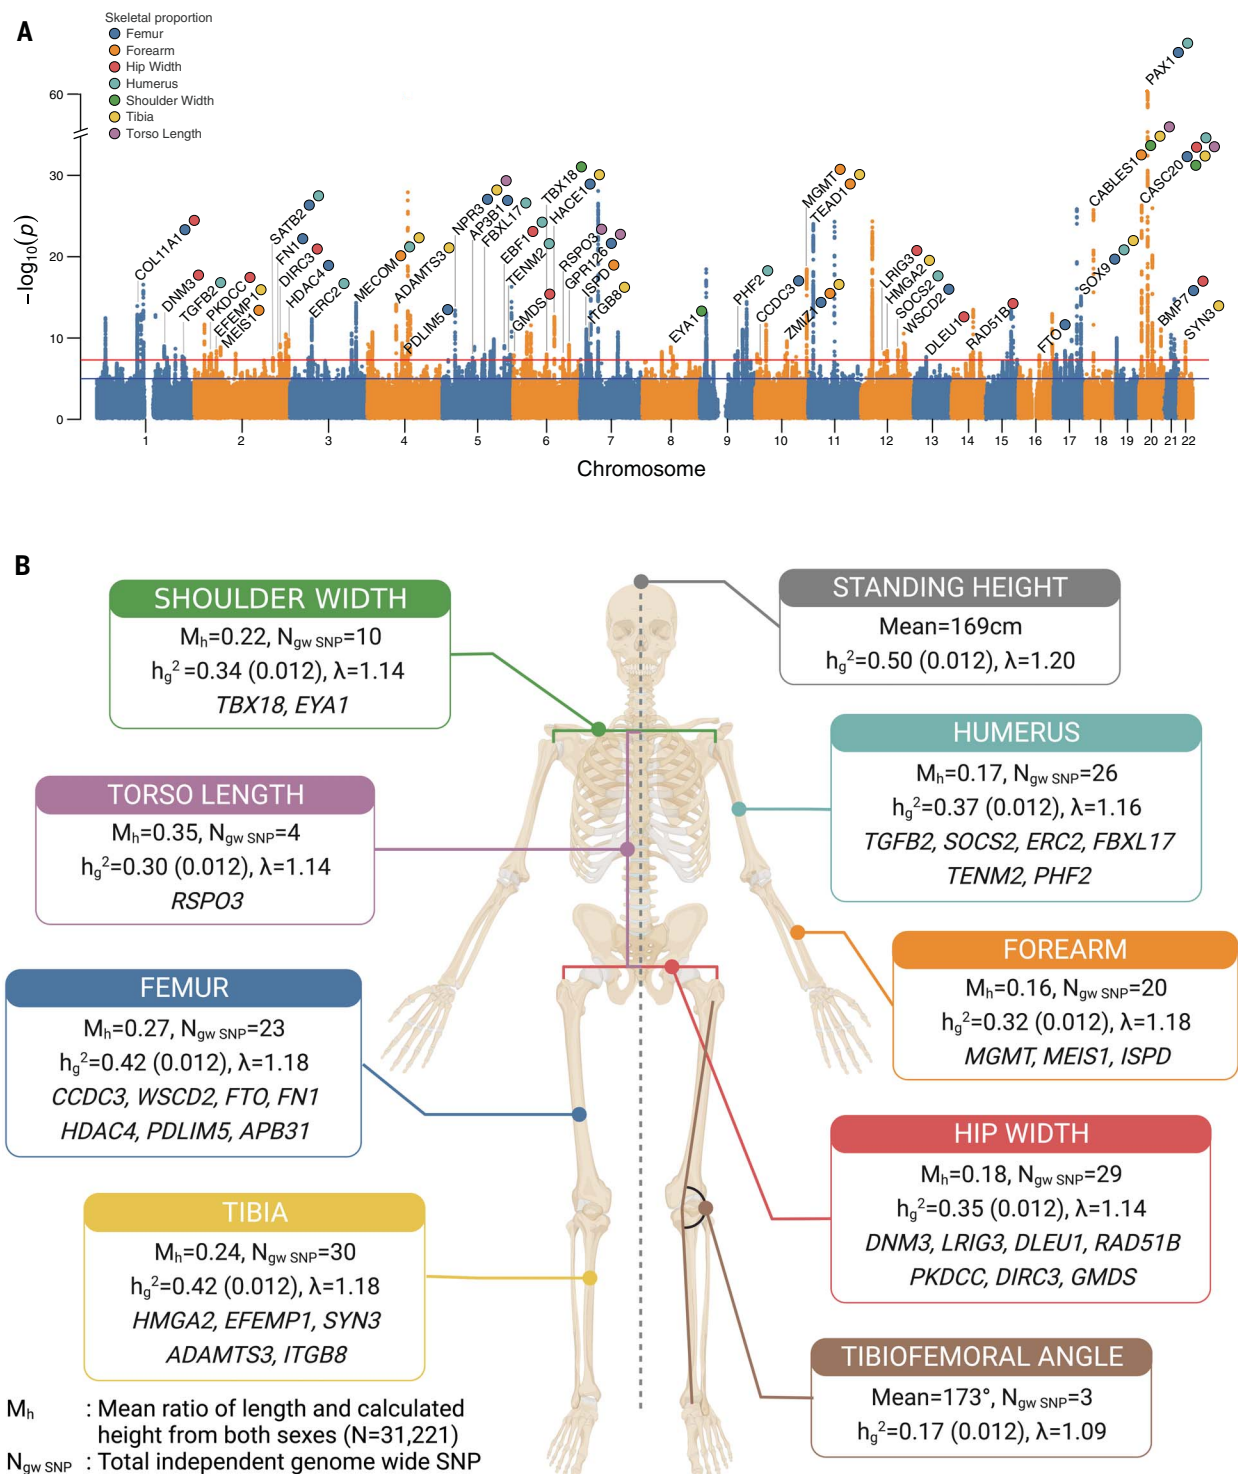 A
Skeletal proportion
Femur
Forearm
Hip Width
Humerus
Shoulder Width
Tibia
Torso Length
−log10(p)
60
30
20
10
0
COL11A1
DNM3
TGFB2
PKDCC
EFEMP1
MEIS1
SATB2
FN1
DIRC3
HDAC4
ERC2
MECOM
ADAMTS3
PDLIM5
NPR3
AP3B1
FBXL17
EBF1
TENM2
GMDS
TBX18
HACE1
RSPO3
GPR126
ISPD
ITGB8
EYA1
PHF2
CCDC3
ZMIZ1
MGMT
TEAD1
LRIG3
HMGA2
SOCS2
WSCD2
DLEU1
RAD51B
FTO
SOX9
CABLES1
PAX1
CASC20
BMP7
SYN3
1 2 3 4 5 6 7 8 9 10 11 12 13 14 15 16 17 18 19 20 21 22
Chromosome
B
SHOULDER WIDTH
Mh=0.22, Ngw SNP=10
hg2=0.34 (0.012), λ=1.14
TBX18, EYA1
STANDING HEIGHT
Mean=169cm
hg2=0.50 (0.012), λ=1.20
HUMERUS
Mh=0.17, Ngw SNP=26
hg2=0.37 (0.012), λ=1.16
TGFB2, SOCS2, ERC2, FBXL17
TENM2, PHF2
TORSO LENGTH
Mh=0.35, Ngw SNP=4
hg2=0.30 (0.012), λ=1.14
RSPO3
FOREARM
Mh=0.16, Ngw SNP=20
hg2=0.32 (0.012), λ=1.18
MGMT, MEIS1, ISPD
FEMUR
Mh=0.27, Ngw SNP=23
hg2=0.42 (0.012), λ=1.18
CCDC3, WSCD2, FTO, FN1
HDAC4, PDLIM5, APB31
HIP WIDTH
Mh=0.18, Ngw SNP=29
hg2=0.35 (0.012), λ=1.14
DNM3, LRIG3, DLEU1, RAD51B
PKDCC, DIRC3, GMDS
TIBIA
Mh=0.24, Ngw SNP=30
hg2=0.42 (0.012), λ=1.18
HMGA2, EFEMP1, SYN3
ADAMTS3, ITGB8
TIBIOFEMORAL ANGLE
Mean=173°, Ngw SNP=3
hg2=0.17 (0.012), λ=1.09
Mh : Mean ratio of length and calculated
height from both sexes (N=31,221)
Ngw SNP : Total independent genome wide SNP